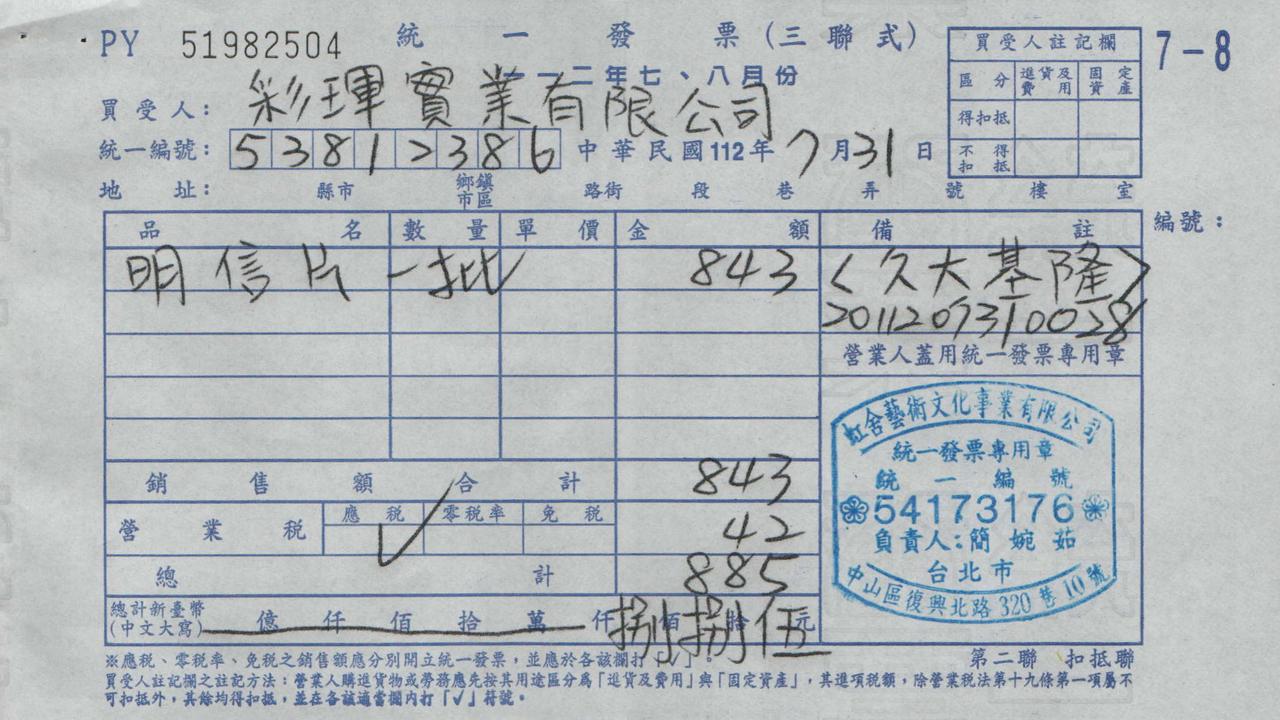 PY 51982504 統一發票(三聯式) 7-8
一一二年七、八月份
買受人註記欄
區分 進貨及費用 固定資產
得扣抵
不得扣抵
買受人: 彩琿實業有限公司
統一編號: 53812386 中華民國112年7月31日
地址: 縣市 鄉鎮市區 路街 段 巷 弄 號 樓 室
品名 數量 單價 金額 備註 編號:
明信片 一批 843 〈久大基隆〉
2011207310028
營業人蓋用統一發票專用章
虹舍藝術文化事業有限公司
統一發票專用章
統一編號
54173176
負責人:簡婉茹
台北市
中山區復興北路320巷10號
銷售額合計 843
營業稅 應稅 ✓ 零稅率 免稅 42
總計 885
總計新臺幣(中文大寫) 億仟佰拾萬仟捌佰捌拾伍元
第二聯 扣抵聯
※應稅、零稅率、免稅之銷售額應分別開立統一發票,並應於各該欄打「✓」。
買受人註記欄之註記方法:營業人購進貨物或勞務應先按其用途區分為「進貨及費用」與「固定資產」,其進項稅額,除營業稅法第十九條第一項屬不
可扣抵外,其餘均得扣抵,並在各該適當欄內打「✓」符號。